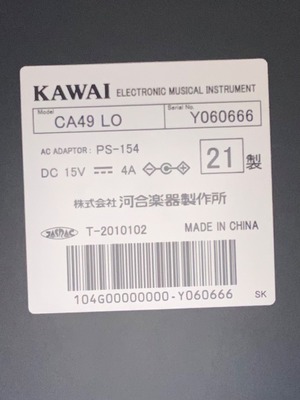 KAWAI ELECTRONIC MUSICAL INSTRUMENT
Model CA49 LO
Serial No. Y060666
AC ADAPTOR : PS-154
DC 15V 4A
21 製
株式会社 河合楽器製作所
JASRAC T-2010102 MADE IN CHINA
104G00000000-Y060666
SK